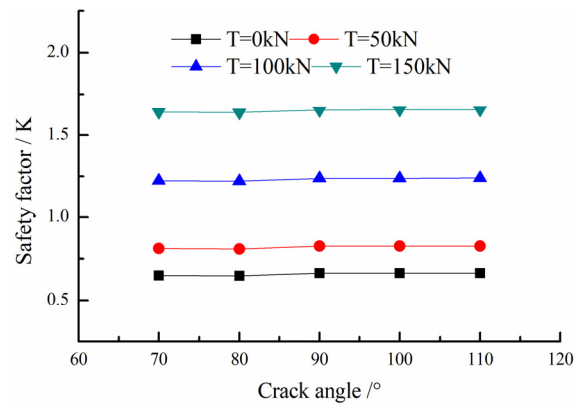 T=0kN T=50kN
T=100kN T=150kN
2.0
1.5
1.0
0.5
Safety factor / K
60 70 80 90 100 110 120
Crack angle /°